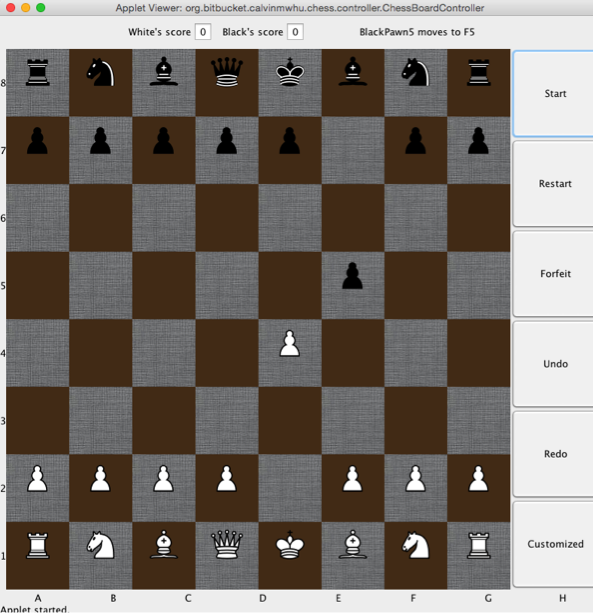 Applet Viewer: org.bitbucket.calvinmwhu.chess.controller.ChessBoardController
White's score 0 Black's score 0 BlackPawn5 moves to F5
8
Start
7
Restart
6
Forfeit
5
Undo
4
Redo
3
2
Customized
1
A B C D E F G H
Applet started.